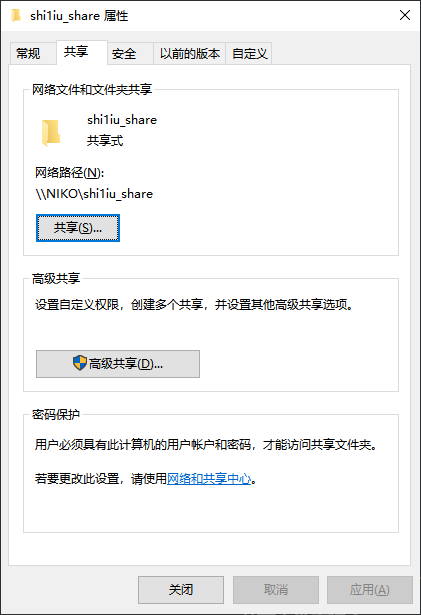 shi1iu_share 属性
常规
共享
安全
以前的版本
自定义
网络文件和文件夹共享
shi1iu_share
共享式
网络路径(N):
\\NIKO\shi1iu_share
共享(S)...
高级共享
设置自定义权限，创建多个共享，并设置其他高级共享选项。
高级共享(D)...
密码保护
用户必须具有此计算机的用户帐户和密码，才能访问共享文件夹。
若要更改此设置，请使用网络和共享中心。
关闭
取消
应用(A)